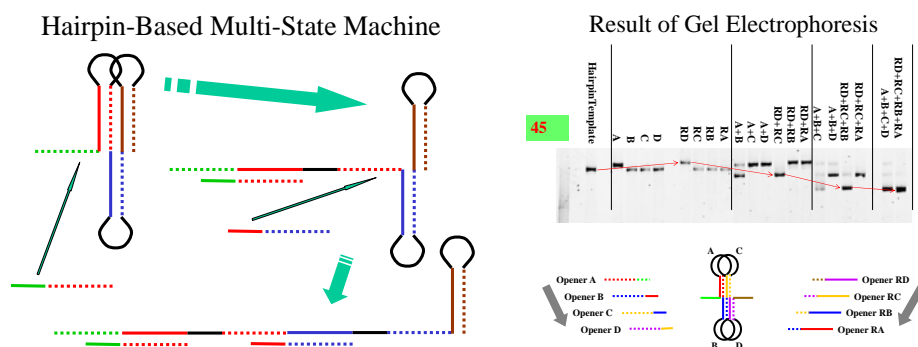 Hairpin-Based Multi-State Machine
Result of Gel Electrophoresis
45
HairpinTemplate
A
B
C
D
RD
RC
RB
RA
A+B
A+C
A+D
RD+RC
RD+RB
RD+RA
A+B+C
A+B+D
RD+RC+RB
RD+RC+RA
A+B+C+D
RD+RC+RB+RA
A C
Opener A
Opener B
Opener C
Opener D
Opener RD
Opener RC
Opener RB
Opener RA
B D